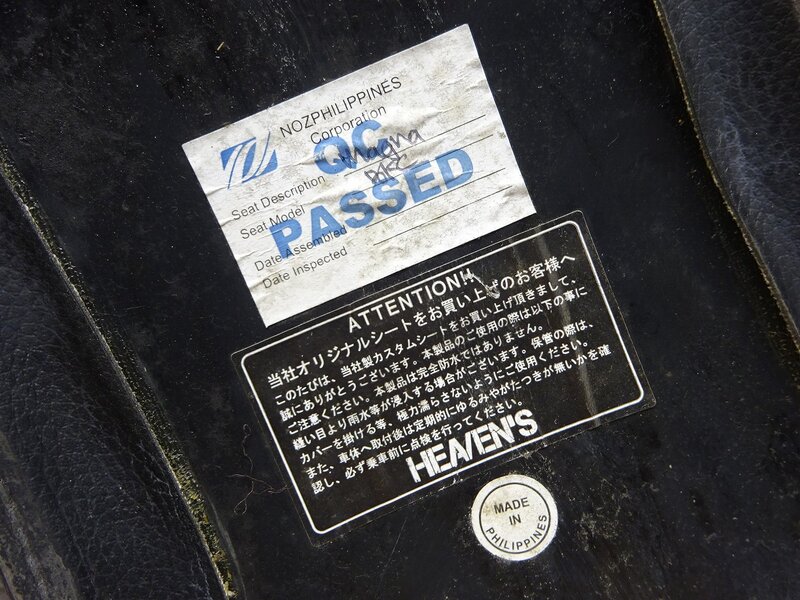 NOZPHILIPPINES
Corporation
QC
Seat Description magna
Seat Model
PASSED
Date Assembled
Date Inspected
ATTENTION!!
当社オリジナルシートをお買い上げのお客様へ
このたびは、当社製カスタムシートをお買い上げ頂きまして、
誠にありがとうございます。本製品のご使用の際は以下の事に
ご注意ください。本製品は完全防水ではありません。
縫い目より雨水等が侵入する場合がございます。保管の際は、
カバーを掛ける等、極力濡らさないようにご使用ください。
また、車体へ取付後は定期的にゆるみやがたつきが無いかを確
認し、必ず乗車前に点検を行ってください。
HEAVEN'S
MADE
IN
PHILIPPINES